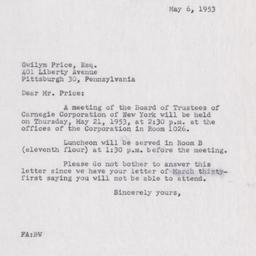 May 6, 1953
Gwilym Price, Esq.
401 Liberty Avenue
Pittsburgh 30, Pennsylvania
Dear Mr. Price:
A meeting of the Board of Trustees of
Carnegie Corporation of New York will be held
on Thursday, May 21, 1953, at 2:30 p.m. at the
offices of the Corporation in Room 1026.
Luncheon will be served in Room B
(eleventh floor) at 1:30 p.m. before the meeting.
Please do not bother to answer this
letter since we have your letter of March thirty-
first saying you will not be able to attend.
Sincerely yours,
FA:BW